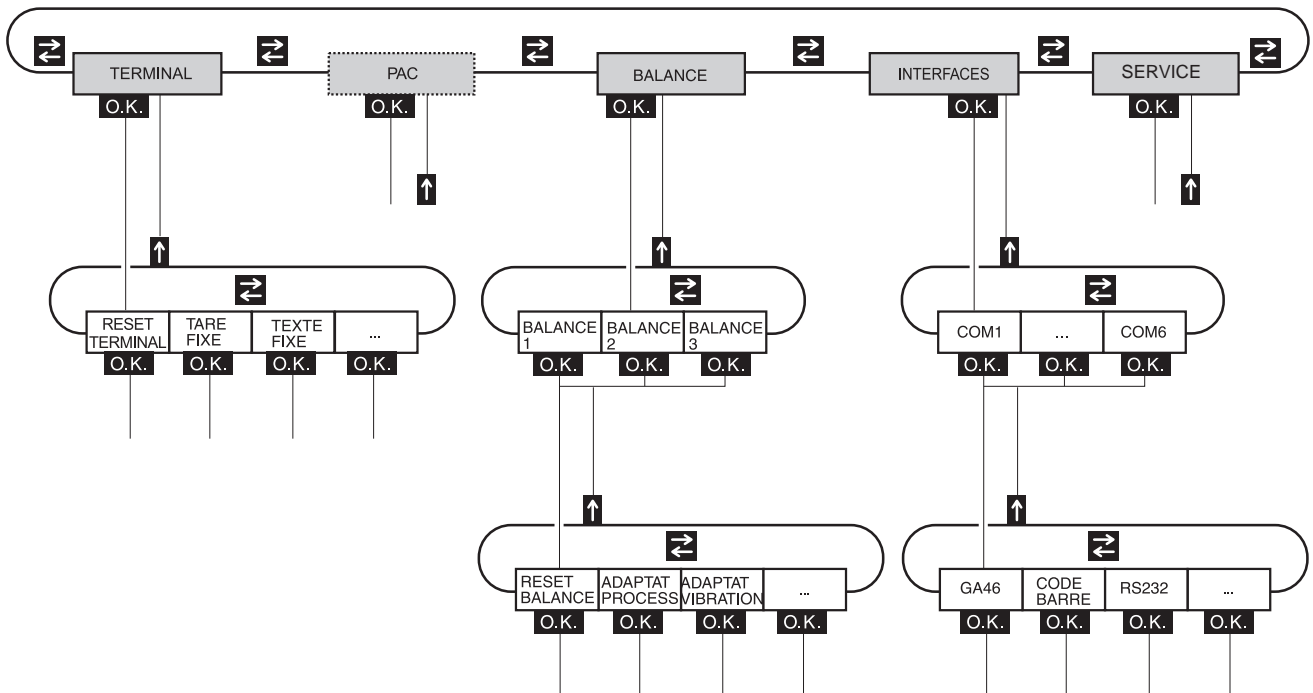 TERMINAL
PAC
BALANCE
INTERFACES
SERVICE
O.K.
O.K.
O.K.
O.K.
O.K.
RESET
TERMINAL
TARE
FIXE
TEXTE
FIXE
...
BALANCE
1
BALANCE
2
BALANCE
3
COM1
...
COM6
O.K.
O.K.
O.K.
O.K.
O.K.
O.K.
O.K.
O.K.
O.K.
O.K.
RESET
BALANCE
ADAPTAT
PROCESS
ADAPTAT
VIBRATION
...
GA46
CODE
BARRE
RS232
...
O.K.
O.K.
O.K.
O.K.
O.K.
O.K.
O.K.
O.K.